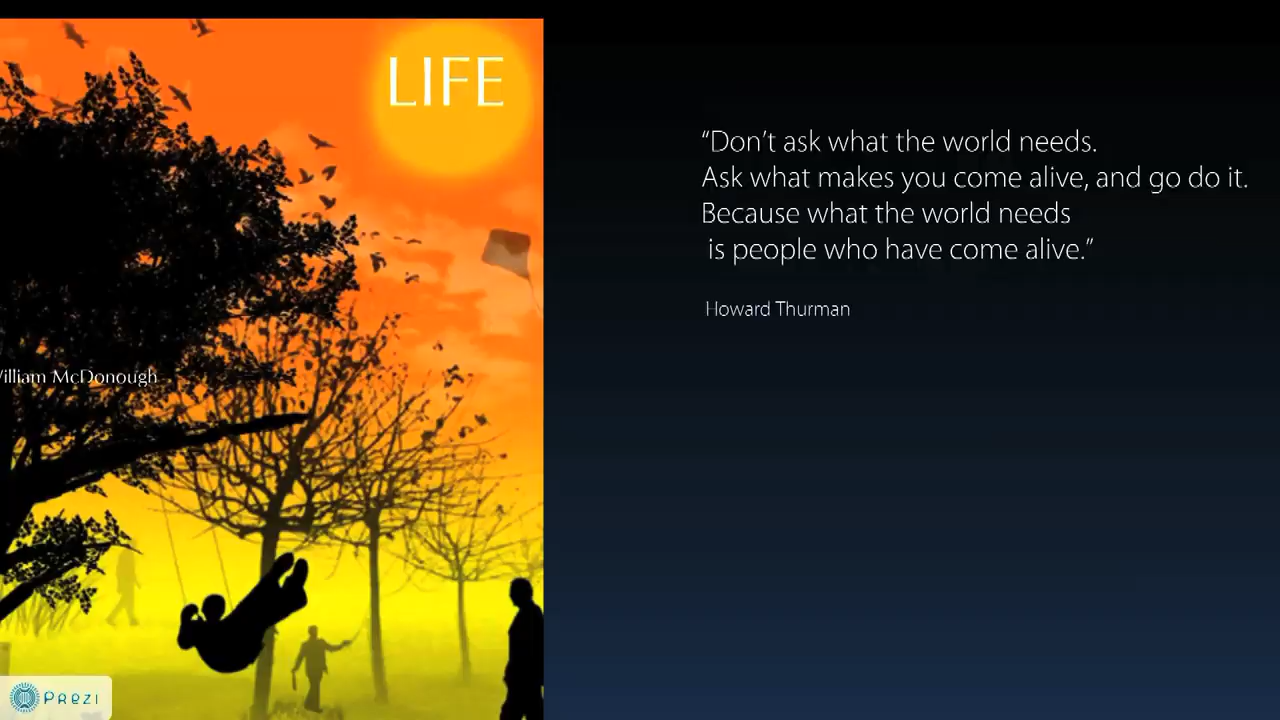 LIFE
“Don’t ask what the world needs.
Ask what makes you come alive, and go do it.
Because what the world needs
is people who have come alive.”
Howard Thurman
illiam McDonough
PREZI